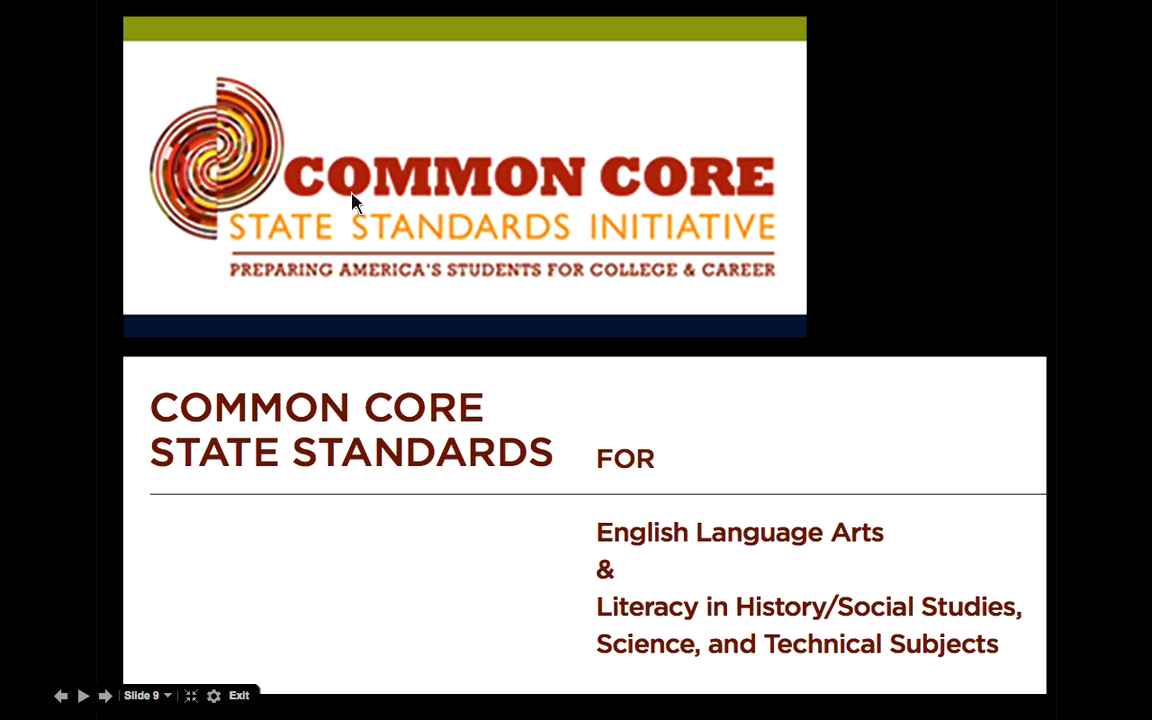 COMMON CORE
STATE STANDARDS INITIATIVE
PREPARING AMERICA'S STUDENTS FOR COLLEGE & CAREER
COMMON CORE
STATE STANDARDS FOR
English Language Arts
&
Literacy in History/Social Studies,
Science, and Technical Subjects
Slide 9 Exit